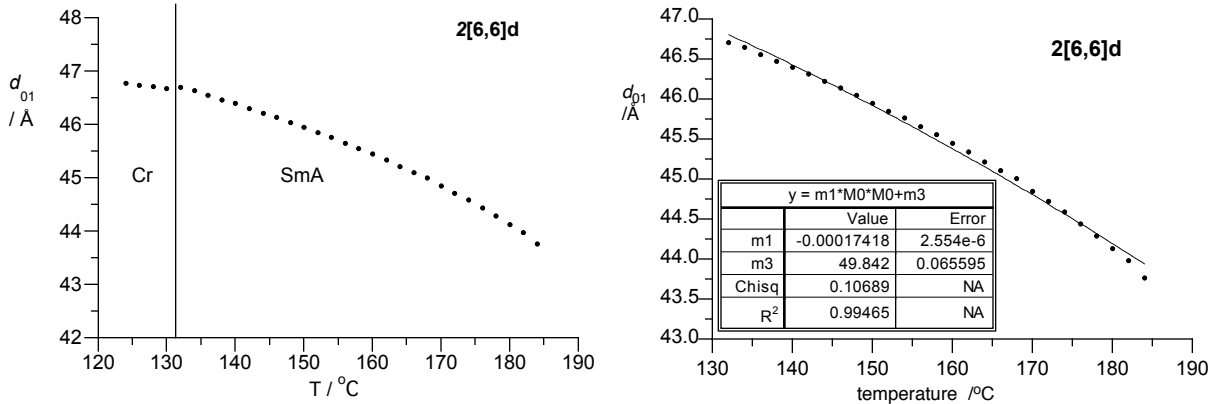 48
47
46
45
44
43
42
d01
/ Å
2[6,6]d
Cr
SmA
120 130 140 150 160 170 180 190
T / °C
47.0
46.5
46.0
45.5
45.0
44.5
44.0
43.5
43.0
d01
/Å
2[6,6]d
y = m1*M0*M0+m3
Value Error
m1 -0.00017418 2.554e-6
m3 49.842 0.065595
Chisq 0.10689 NA
R² 0.99465 NA
130 140 150 160 170 180 190
temperature /°C